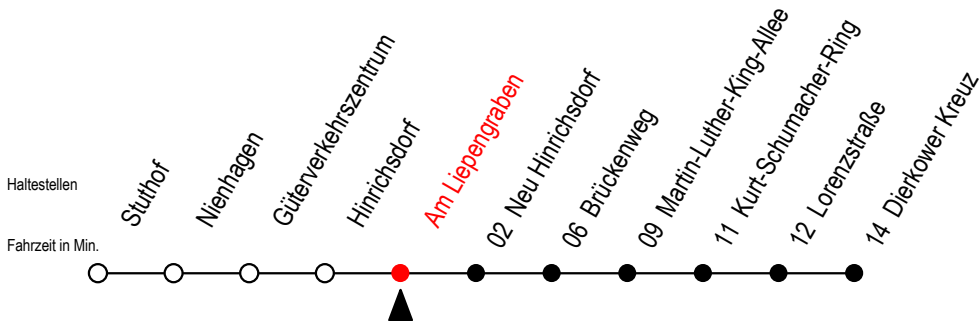 Haltestellen
Fahrzeit in Min.
Stuthof
Nienhagen
Güterverkehrszentrum
Hinrichsdorf
Am Liepengraben
02 Neu Hinrichsdorf
06 Brückenweg
09 Martin-Luther-King-Allee
11 Kurt-Schumacher-Ring
12 Lorenzstraße
14 Dierkower Kreuz